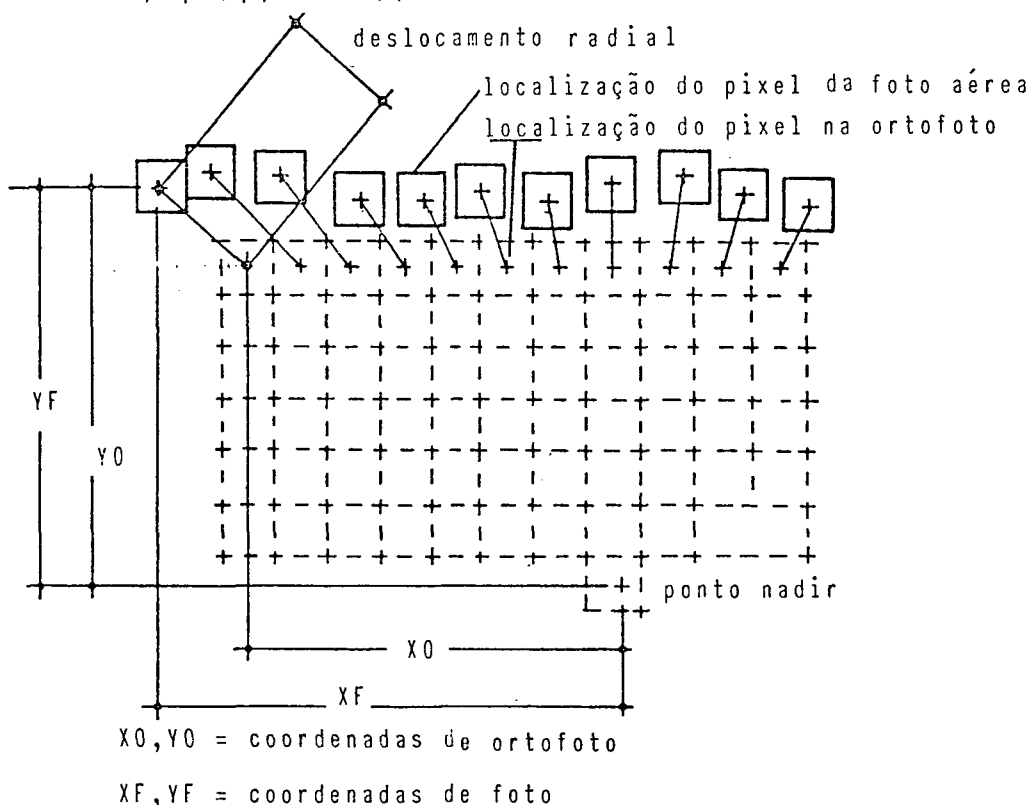 deslocamento radial
localização do pixel da foto aérea
localização do pixel na ortofoto
YF
YO
ponto nadir
XO
XF
XO,YO = coordenadas de ortofoto
XF,YF = coordenadas de foto